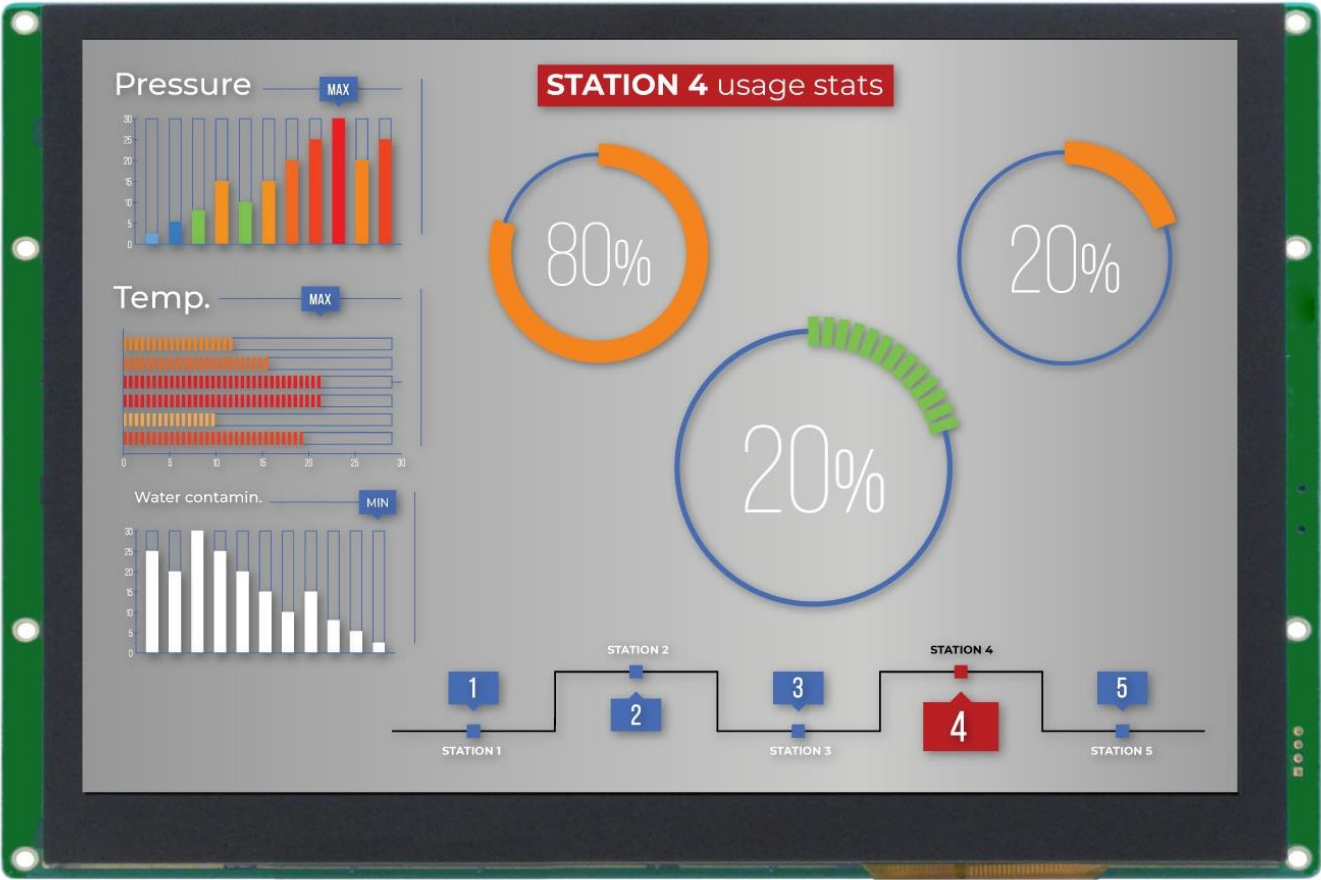 Pressure
MAX
30
25
20
15
10
5
0
Temp.
MAX
0 5 10 15 20 25 30
Water contamin.
MIN
30
25
20
15
10
5
0
STATION 4 usage stats
80%
20%
20%
1
STATION 1
STATION 2
2
3
STATION 3
STATION 4
4
5
STATION 5